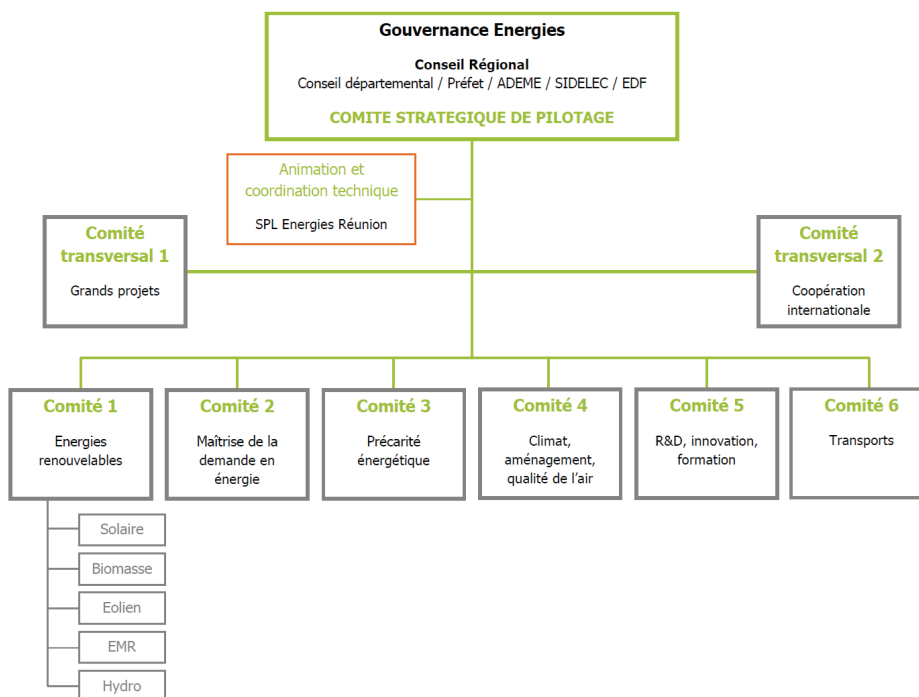 Gouvernance Energies
Conseil Régional
Conseil départemental / Préfet / ADEME / SIDELEC / EDF
COMITE STRATEGIQUE DE PILOTAGE
Animation et
coordination technique
SPL Energies Réunion
Comité
transversal 1
Grands projets
Comité
transversal 2
Coopération
internationale
Comité 1
Energies
renouvelables
Comité 2
Maîtrise de la
demande en
énergie
Comité 3
Précarité
énergétique
Comité 4
Climat,
aménagement,
qualité de l'air
Comité 5
R&D, innovation,
formation
Comité 6
Transports
Solaire
Biomasse
Eolien
EMR
Hydro